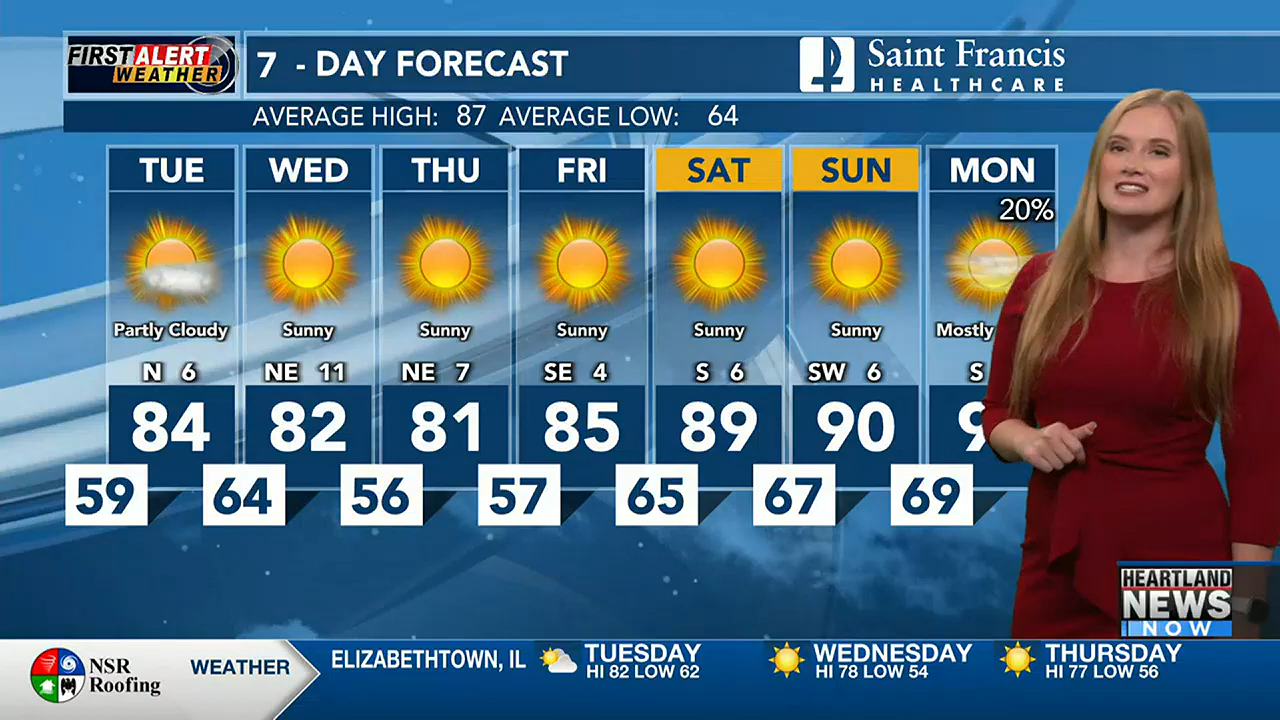 FIRST ALERT
WEATHER
7 - DAY FORECAST
Saint Francis
HEALTHCARE
AVERAGE HIGH: 87 AVERAGE LOW: 64
TUE WED THU FRI SAT SUN MON
20%
Partly Cloudy Sunny Sunny Sunny Sunny Sunny Mostly
N 6 NE 11 NE 7 SE 4 S 6 SW 6 S
84 82 81 85 89 90
59 64 56 57 65 67 69
HEARTLAND
NEWS
NOW
NSR
Roofing
WEATHER
ELIZABETHTOWN, IL
TUESDAY
HI 82 LOW 62
WEDNESDAY
HI 78 LOW 54
THURSDAY
HI 77 LOW 56